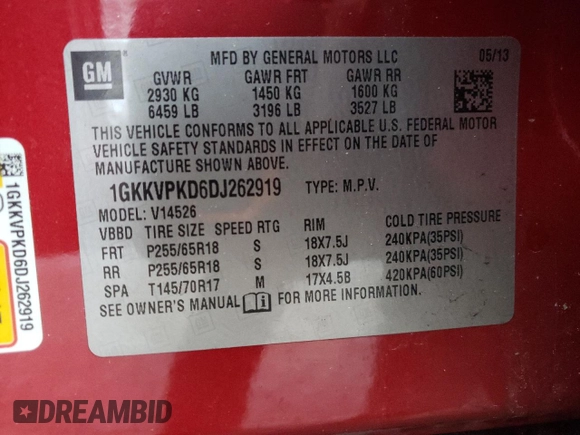 GM
MFD BY GENERAL MOTORS LLC 05/13
GVWR GAWR FRT GAWR RR
2930 KG 1450 KG 1600 KG
6459 LB 3196 LB 3527 LB
THIS VEHICLE CONFORMS TO ALL APPLICABLE U.S. FEDERAL MOTOR
VEHICLE SAFETY STANDARDS IN EFFECT ON THE DATE OF
MANUFACTURE SHOWN ABOVE.
1GKKVPKD6DJ262919 TYPE: M.P.V.
MODEL: V14526
VBBD TIRE SIZE SPEED RTG RIM COLD TIRE PRESSURE
FRT P255/65R18 S 18X7.5J 240KPA(35PSI)
RR P255/65R18 S 18X7.5J 240KPA(35PSI)
SPA T145/70R17 M 17X4.5B 420KPA(60PSI)
SEE OWNER'S MANUAL FOR MORE INFORMATION.
1GKKVPKD6DJ262919
DREAMBID